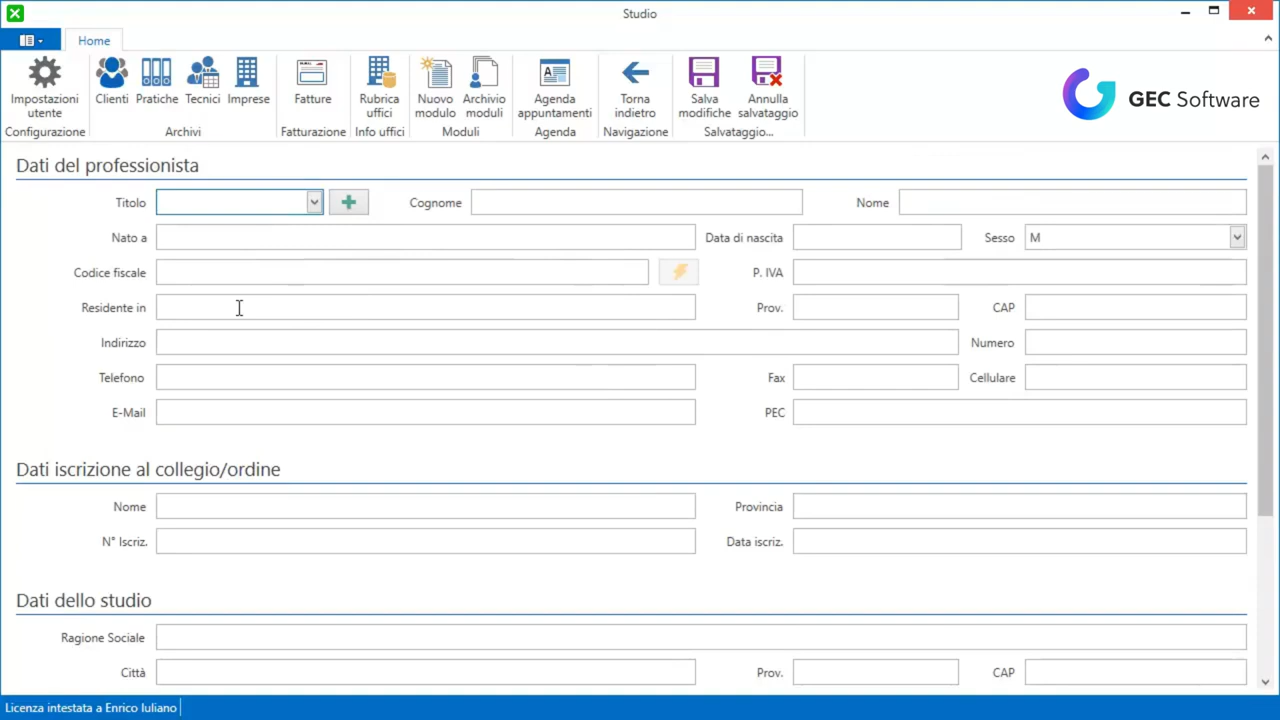 Studio
Home
Impostazioni utente
Clienti
Pratiche
Tecnici
Imprese
Fatture
Rubrica uffici
Nuovo modulo
Archivio moduli
Agenda appuntamenti
Torna indietro
Salva modifiche
Annulla salvataggio
Configurazione
Archivi
Fatturazione
Info uffici
Moduli
Agenda
Navigazione
Salvataggio...
GEC Software
Dati del professionista
Titolo
Cognome
Nome
Nato a
Data di nascita
Sesso
M
Codice fiscale
P. IVA
Residente in
Prov.
CAP
Indirizzo
Numero
Telefono
Fax
Cellulare
E-Mail
PEC
Dati iscrizione al collegio/ordine
Nome
Provincia
N° Iscriz.
Data iscriz.
Dati dello studio
Ragione Sociale
Città
Prov.
CAP
Licenza intestata a Enrico Iuliano